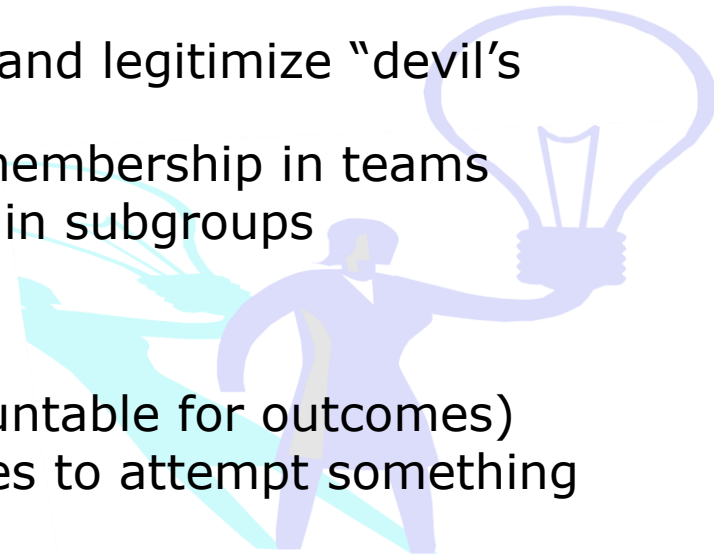 and legitimize “devil’s
membership in teams
in subgroups
untable for outcomes)
es to attempt something